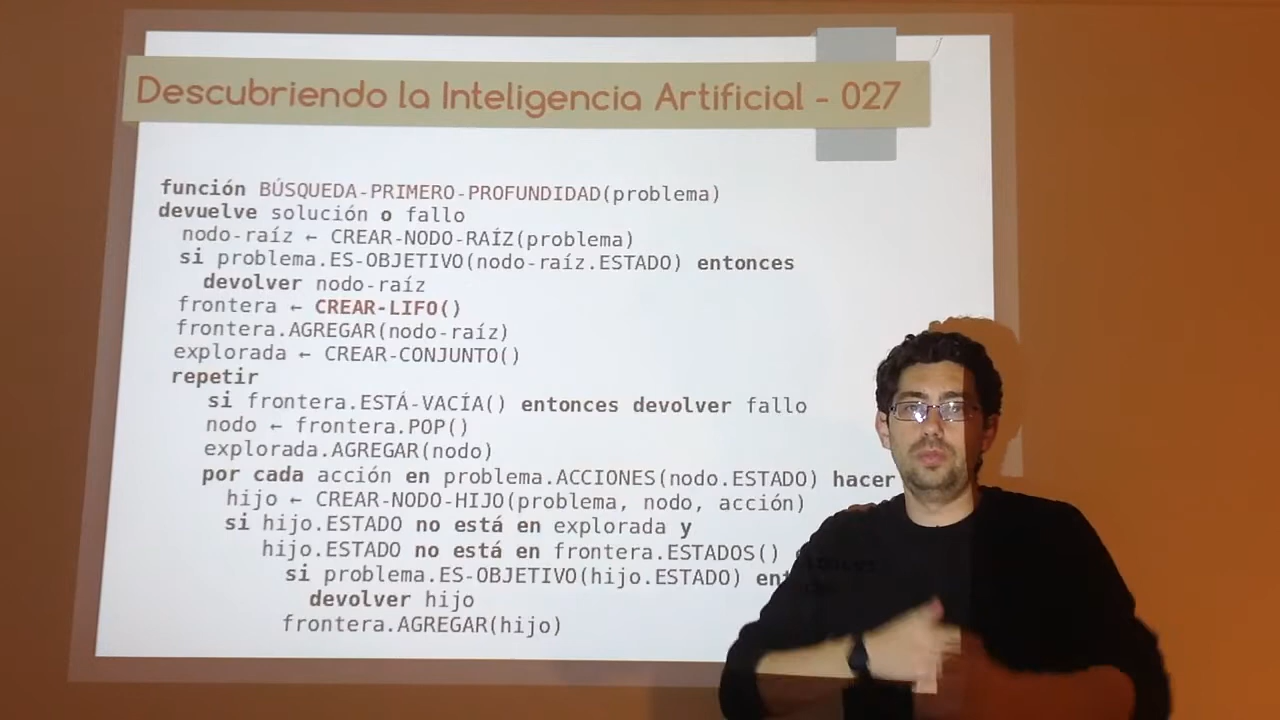 Descubriendo la Inteligencia Artificial - 027
función BÚSQUEDA-PRIMERO-PROFUNDIDAD(problema)
devuelve solución o fallo
nodo-raíz ← CREAR-NODO-RAÍZ(problema)
si problema.ES-OBJETIVO(nodo-raíz.ESTADO) entonces
devolver nodo-raíz
frontera ← CREAR-LIFO()
frontera.AGREGAR(nodo-raíz)
explorada ← CREAR-CONJUNTO()
repetir
si frontera.ESTÁ-VACÍA() entonces devolver fallo
nodo ← frontera.POP()
explorada.AGREGAR(nodo)
por cada acción en problema.ACCIONES(nodo.ESTADO) hacer
hijo ← CREAR-NODO-HIJO(problema, nodo, acción)
si hijo.ESTADO no está en explorada y
hijo.ESTADO no está en frontera.ESTADOS()
si problema.ES-OBJETIVO(hijo.ESTADO)
devolver hijo
frontera.AGREGAR(hijo)